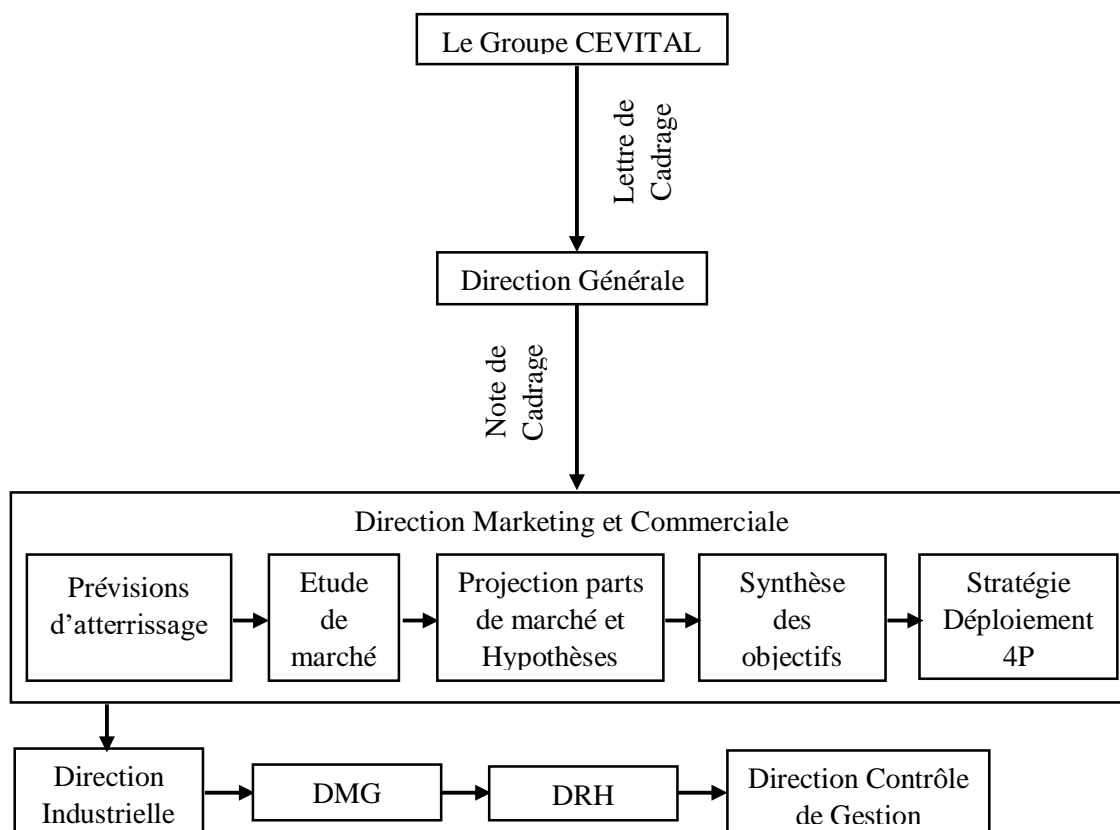 Le Groupe CEVITAL
Lettre de
Cadrage
Direction Générale
Note de
Cadrage
Direction Marketing et Commerciale
Prévisions
d’atterrissage
Etude
de
marché
Projection parts
de marché et
Hypothèses
Synthèse
des
objectifs
Stratégie
Déploiement
4P
Direction
Industrielle
DMG
DRH
Direction Contrôle
de Gestion